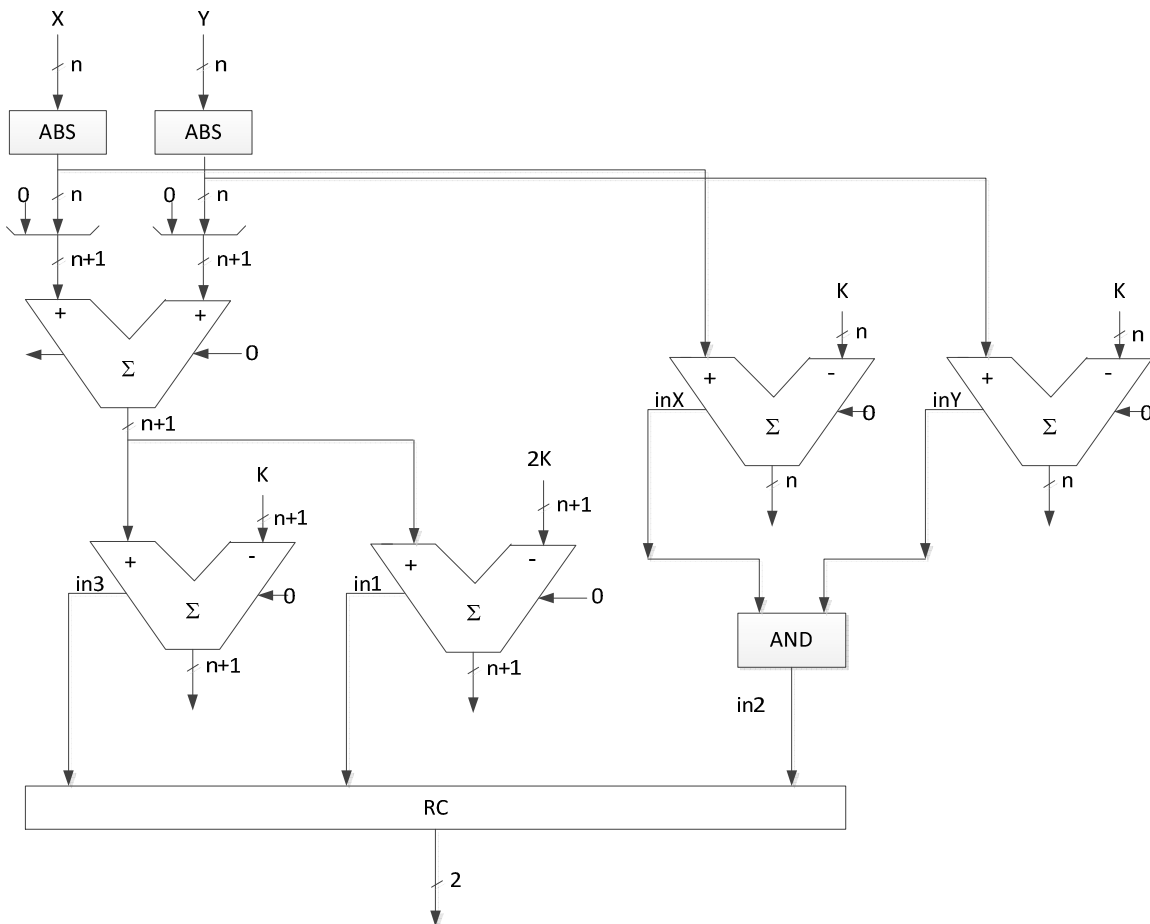 X Y
n n
ABS ABS
0 n 0 n
n+1 n+1
K K
+ + n n
Σ 0
+ - + -
inX inY
n+1 Σ 0 Σ 0
K 2K
n n
n+1 n+1
+ - + -
in3 0 in1 0
Σ Σ
AND
n+1 n+1
in2
RC
2